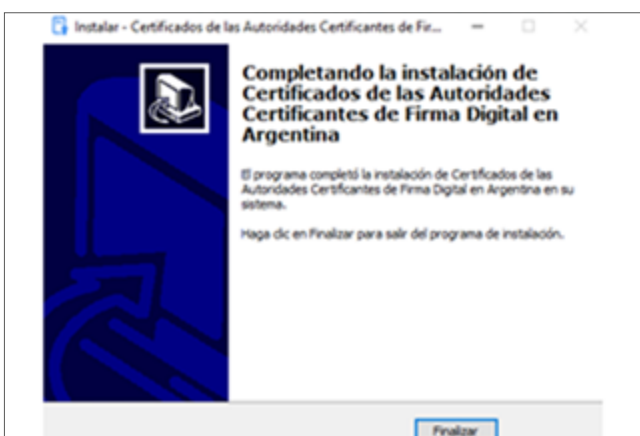 Instalar - Certificados de las Autoridades Certificantes de Fir...
Completando la instalación de
Certificados de las Autoridades
Certificantes de Firma Digital en
Argentina
El programa completó la instalación de Certificados de las
Autoridades Certificantes de Firma Digital en Argentina en su
sistema.
Haga clic en Finalizar para salir del programa de instalación.
Finalizar